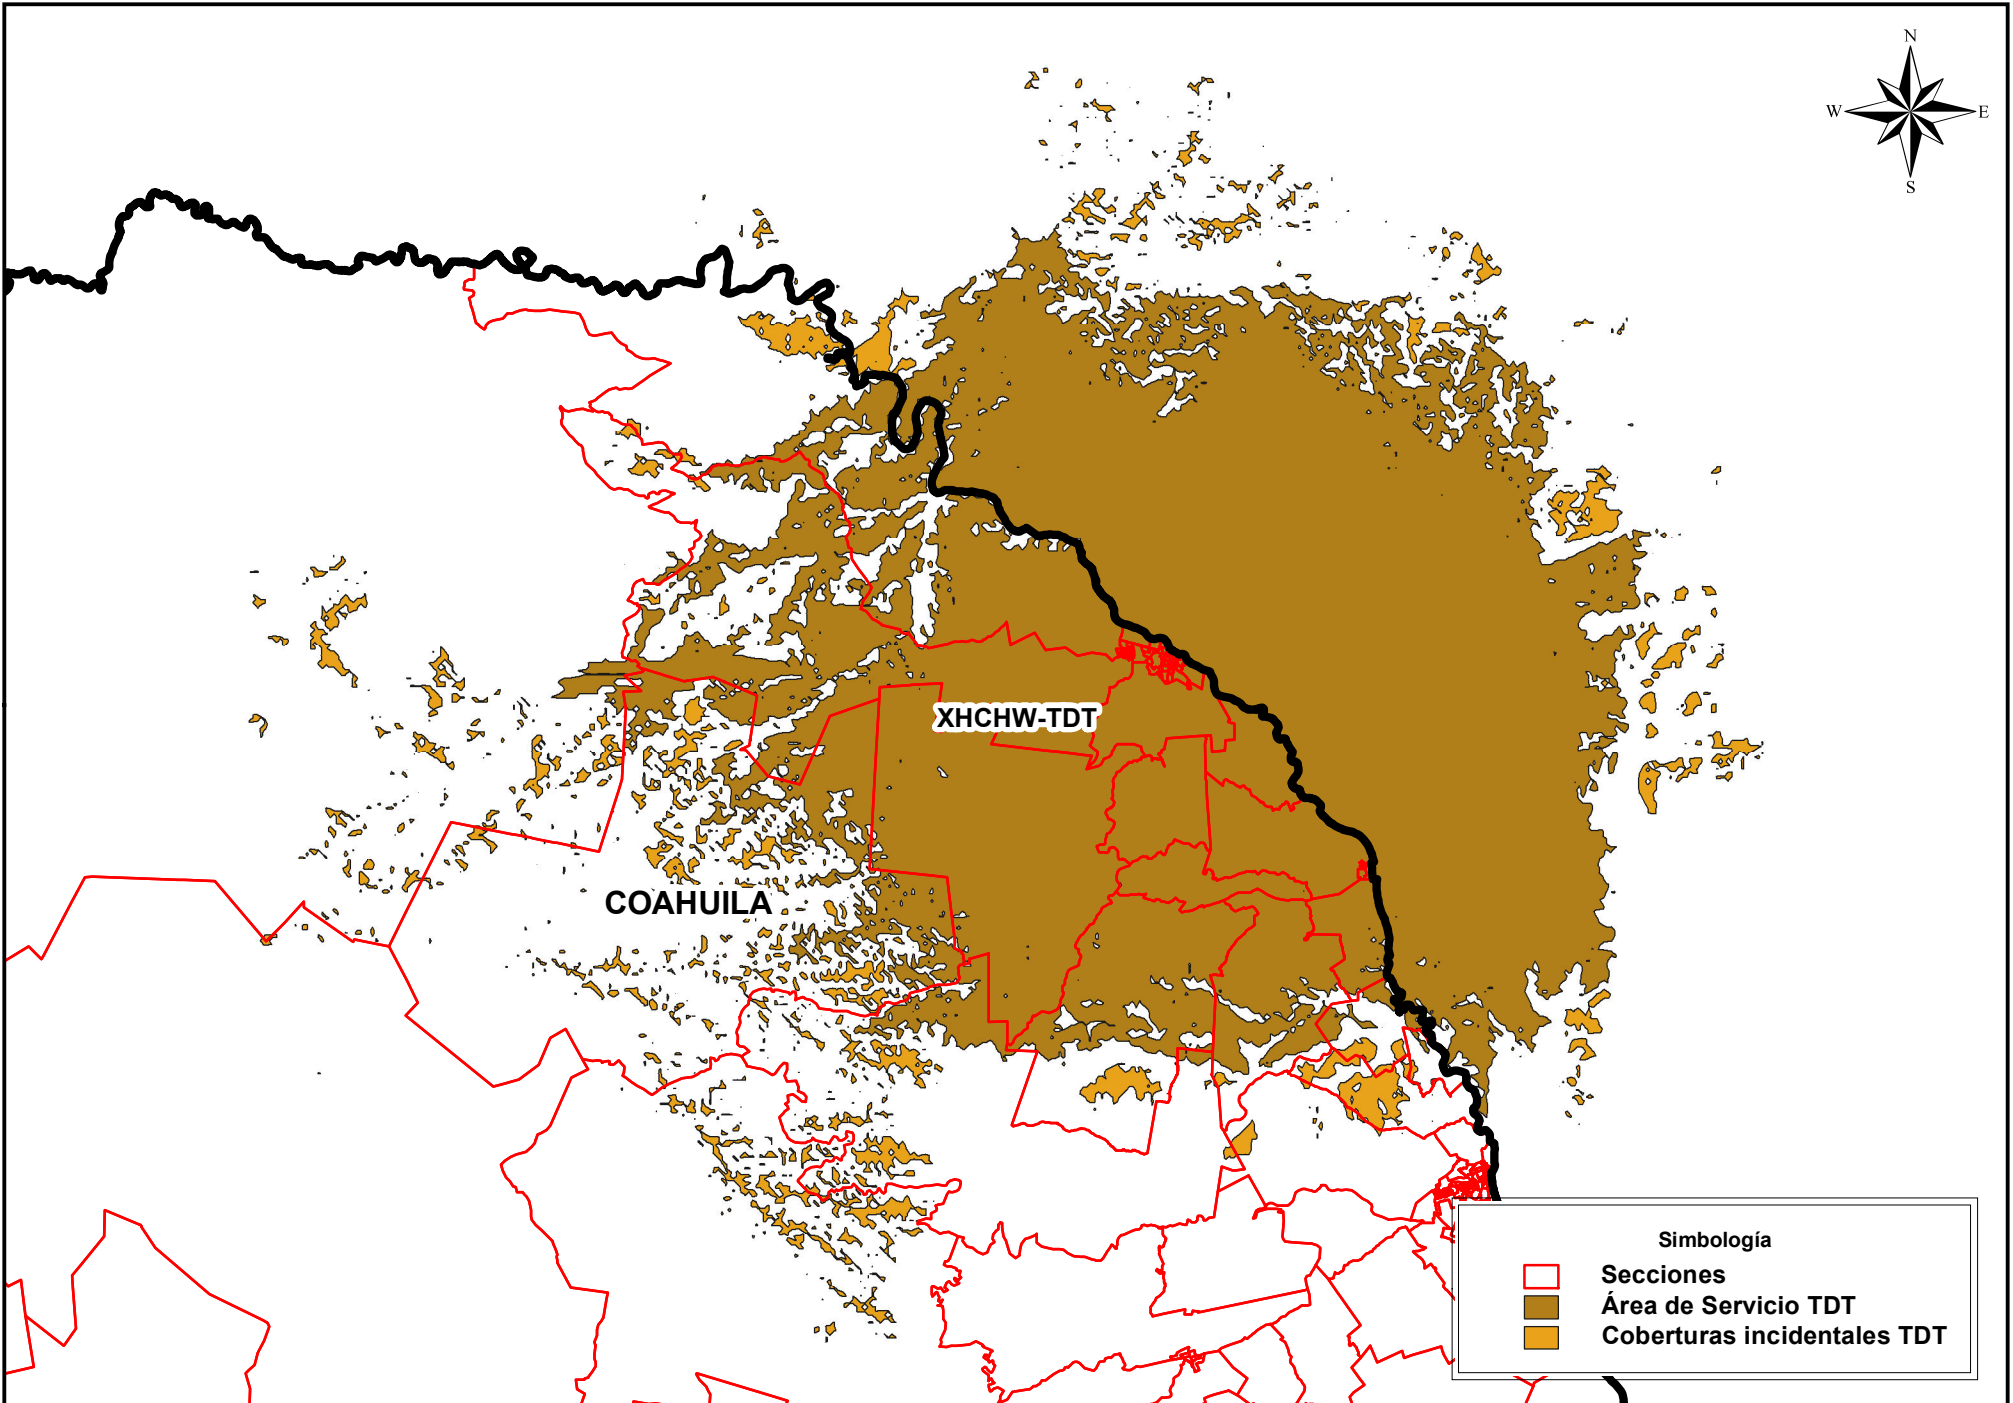 N
W E
S
XHCHW-TDT
COAHUILA
Simbología
Secciones
Área de Servicio TDT
Coberturas incidentales TDT